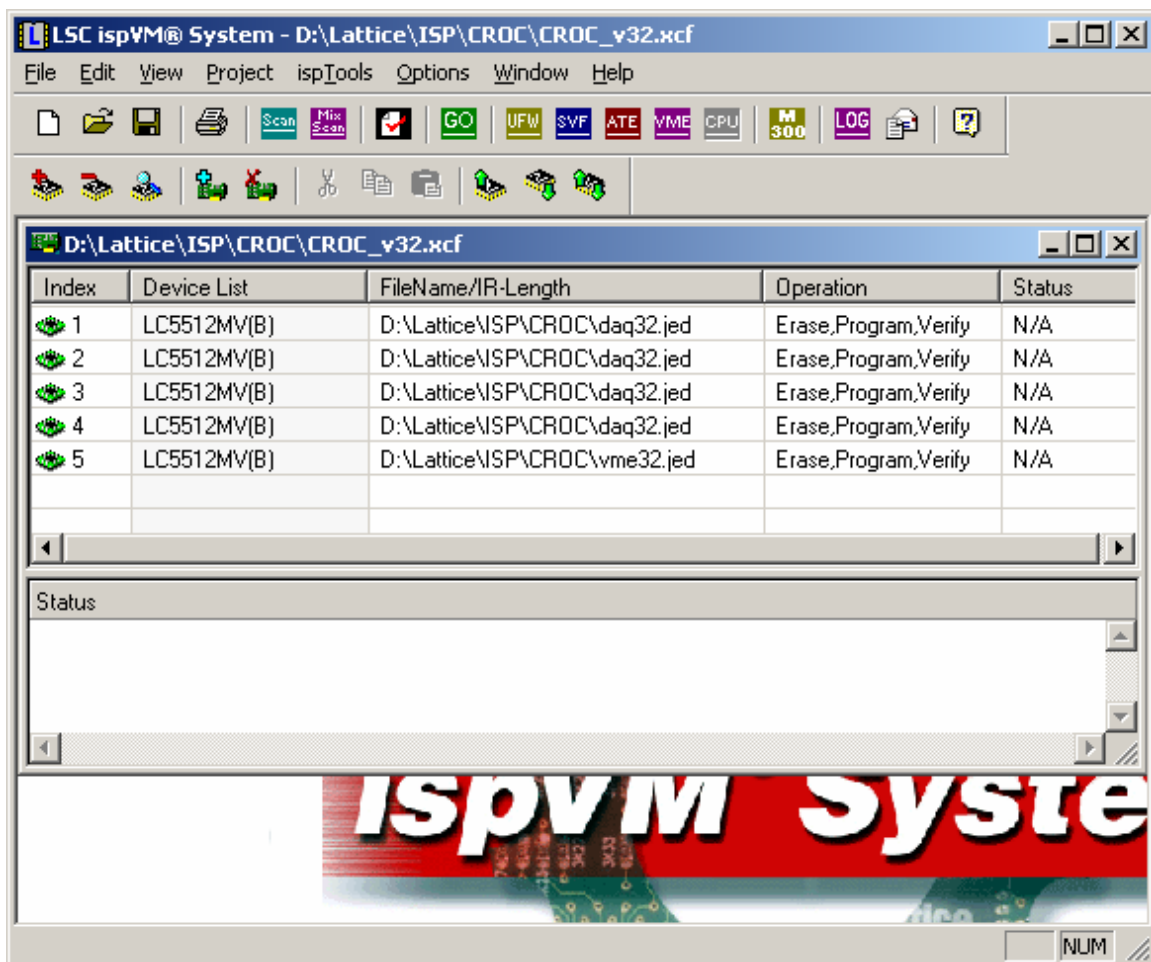 LSC ispVM® System - D:\Lattice\ISP\CROC\CROC_v32.xcf
File Edit View Project ispTools Options Window Help
Scan Mix Scan GO UFW SVF ATE VME CPU M 300 LOG
D:\Lattice\ISP\CROC\CROC_v32.xcf
Index Device List FileName/IR-Length Operation Status
1 LC5512MV(B) D:\Lattice\ISP\CROC\daq32.jed Erase,Program,Verify N/A
2 LC5512MV(B) D:\Lattice\ISP\CROC\daq32.jed Erase,Program,Verify N/A
3 LC5512MV(B) D:\Lattice\ISP\CROC\daq32.jed Erase,Program,Verify N/A
4 LC5512MV(B) D:\Lattice\ISP\CROC\daq32.jed Erase,Program,Verify N/A
5 LC5512MV(B) D:\Lattice\ISP\CROC\vme32.jed Erase,Program,Verify N/A
Status
ispVM Syste
NUM